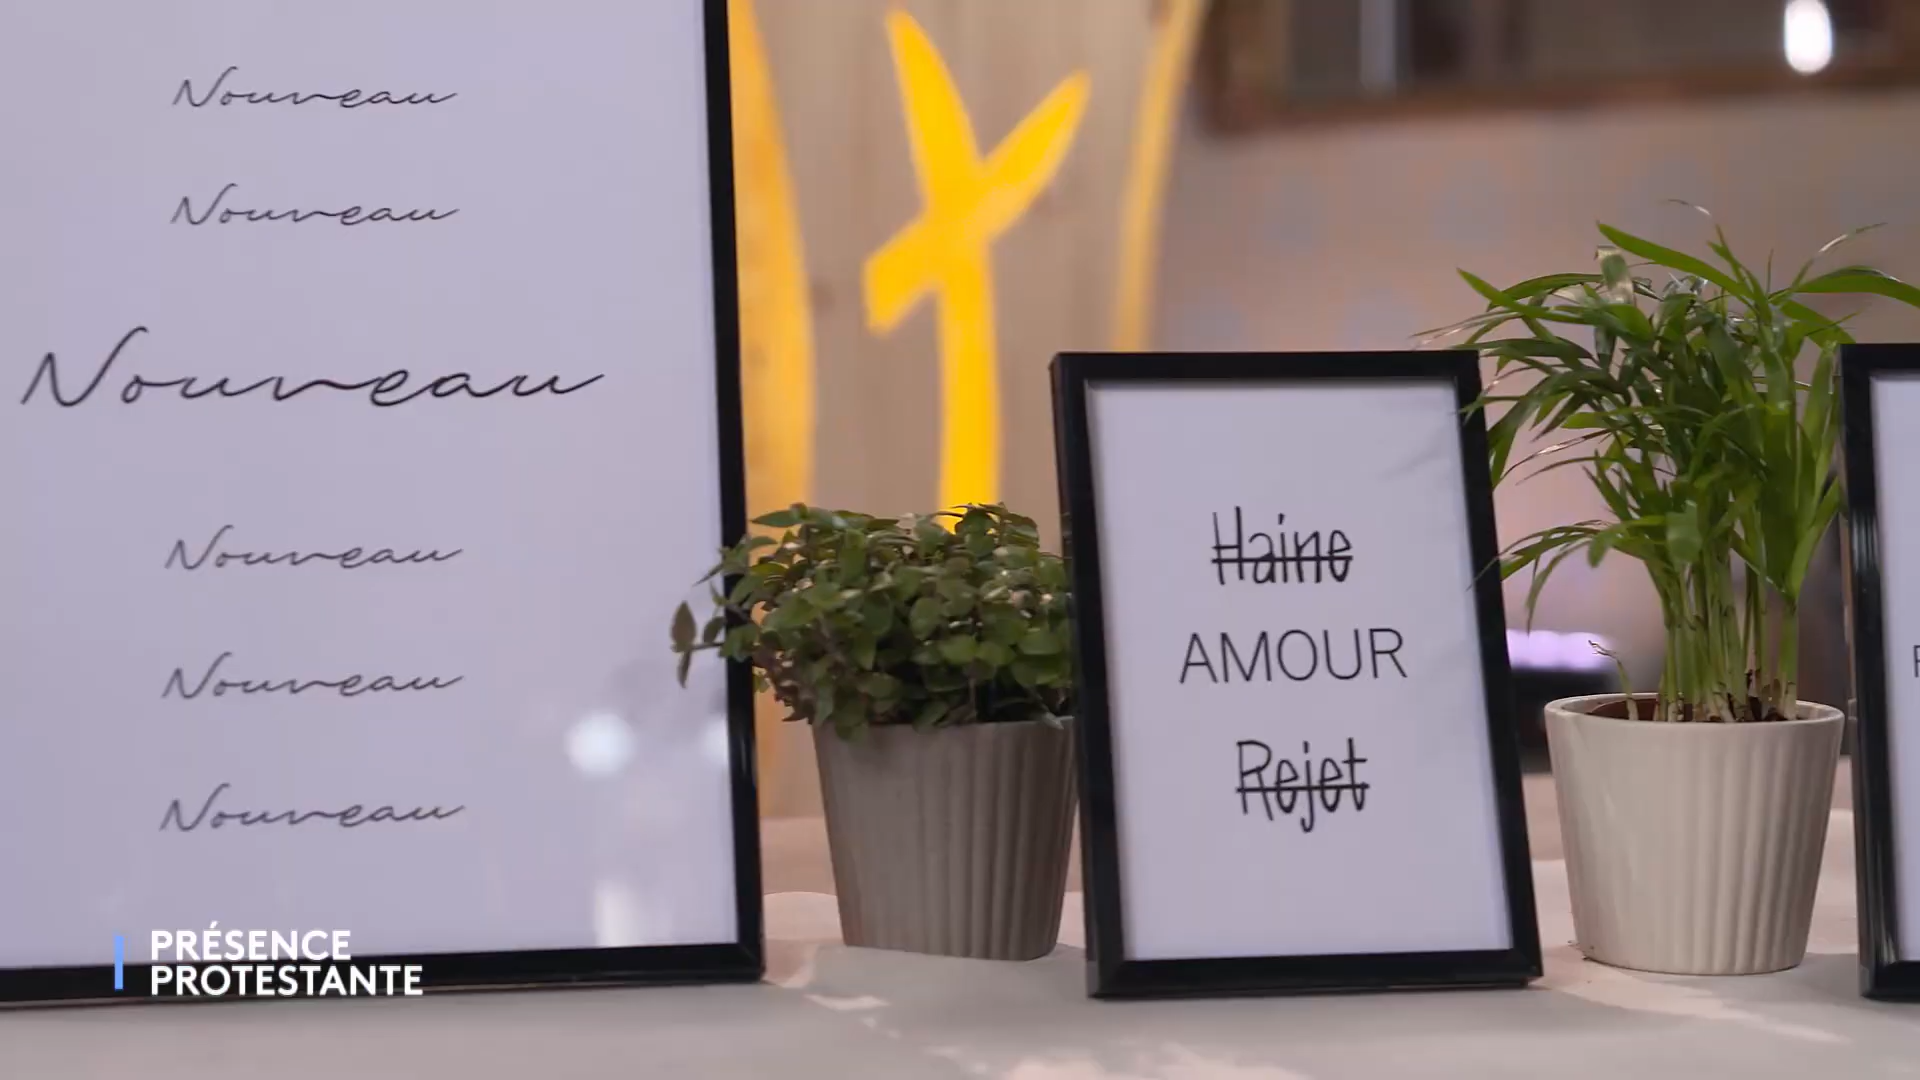 Nouveau
Nouveau
Nouveau
Nouveau
Nouveau
Nouveau
Haine
AMOUR
Rejet
PRÉSENCE
PROTESTANTE